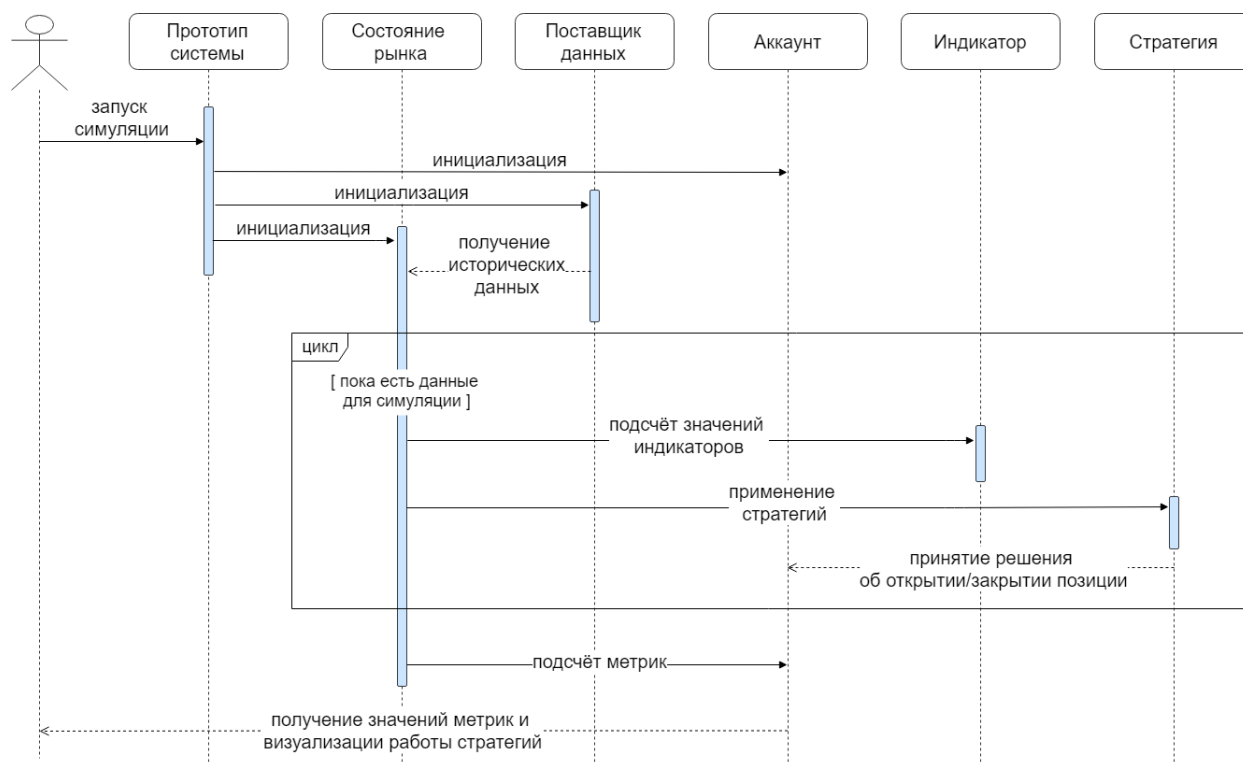 Прототип
системы
Состояние
рынка
Поставщик
данных
Аккаунт
Индикатор
Стратегия
запуск
симуляции
инициализация
инициализация
инициализация
получение
исторических
данных
цикл
[ пока есть данные
для симуляции ]
подсчёт значений
индикаторов
применение
стратегий
принятие решения
об открытии/закрытии позиции
подсчёт метрик
получение значений метрик и
визуализации работы стратегий